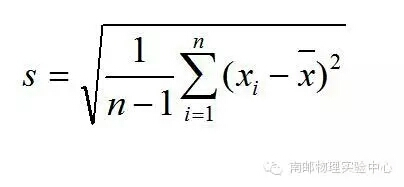 s = √(1/(n−1) ∑_{i=1}^{n} (x_i − x̄)²)
南邮物理实验中心